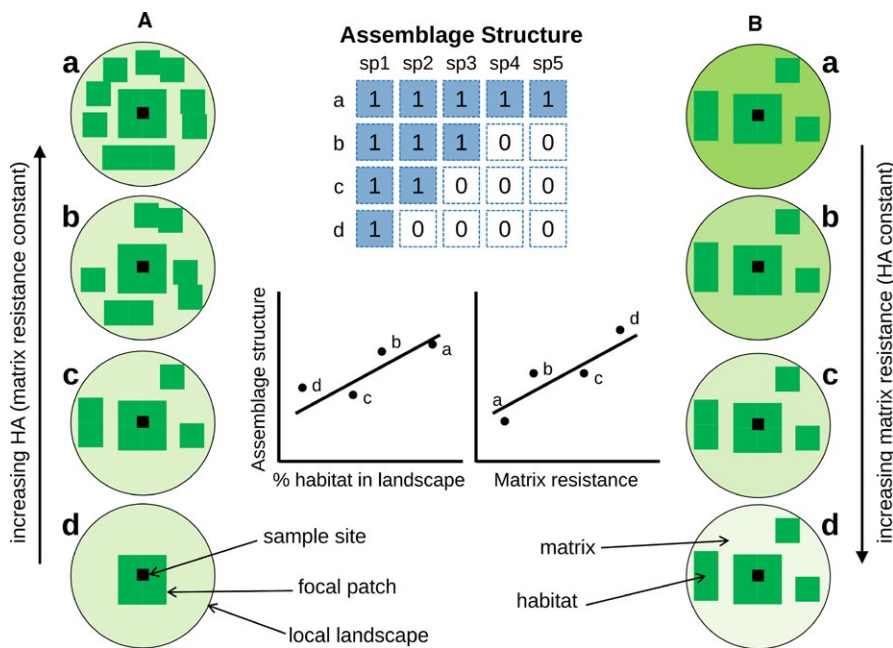 A
B
Assemblage Structure
sp1 sp2 sp3 sp4 sp5
a 1 1 1 1 1
b 1 1 1 0 0
c 1 1 0 0 0
d 1 0 0 0 0
a
b
c
d
increasing HA (matrix resistance constant)
Assemblage structure
d
c
b
a
% habitat in landscape
a
b
c
d
Matrix resistance
sample site
focal patch
local landscape
matrix
habitat
a
b
c
d
increasing matrix resistance (HA constant)